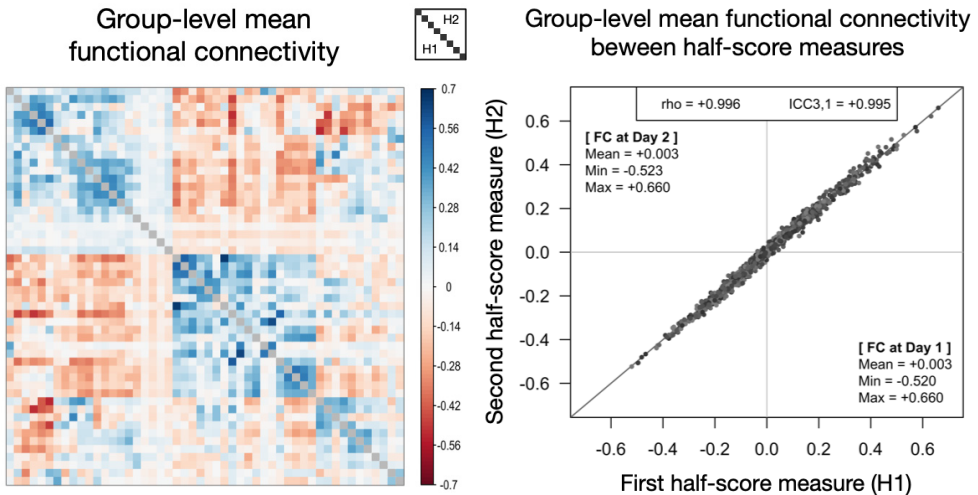 Group-level mean
functional connectivity
H2
H1
0.7
0.56
0.42
0.28
0.14
0
-0.14
-0.28
-0.42
-0.56
-0.7
Group-level mean functional connectivity
beween half-score measures
Second half-score measure (H2)
rho = +0.996 ICC3,1 = +0.995
[ FC at Day 2 ]
Mean = +0.003
Min = -0.523
Max = +0.660
[ FC at Day 1 ]
Mean = +0.003
Min = -0.520
Max = +0.660
0.6
0.4
0.2
0.0
-0.2
-0.4
-0.6
-0.6 -0.4 -0.2 0.0 0.2 0.4 0.6
First half-score measure (H1)